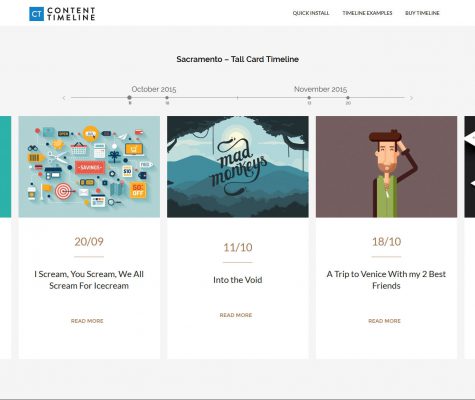 CT CONTENT TIMELINE
QUICK INSTALL TIMELINE EXAMPLES BUY TIMELINE
Sacramento – Tall Card Timeline
October 2015 November 2015
SAVINGS
$10
50%
OFF
mad
monkeys
20/09
I Scream, You Scream, We All
Scream For Icecream
READ MORE
11/10
Into the Void
READ MORE
18/10
A Trip to Venice With my 2 Best
Friends
READ MORE